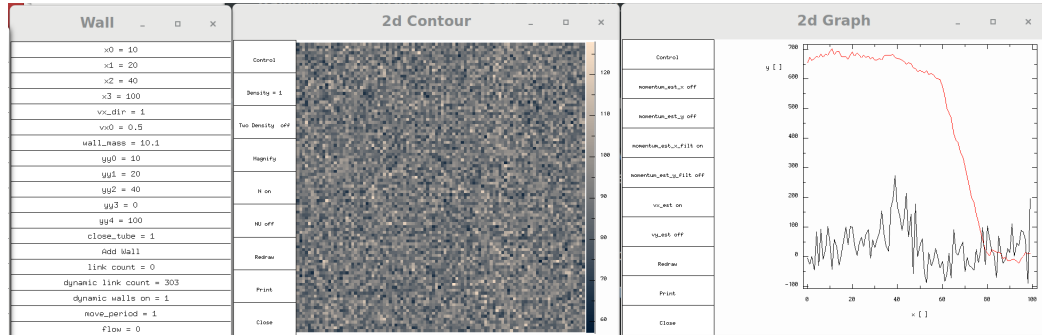 Wall
x0 = 10
x1 = 20
x2 = 40
x3 = 100
vx_dir = 1
vx0 = 0.5
wall_mass = 10.1
yy0 = 10
yy1 = 20
yy2 = 40
yy3 = 0
yy4 = 100
close_tube = 1
Add Wall
link count = 0
dynamic link count = 303
dynamic walls on = 1
move_period = 1
flow = 0
2d Contour
Control
Density = 1
Two Density off
Magnify
N on
NU off
Redraw
Print
Close
120
110
100
90
80
70
60
2d Graph
Control
momentum_est_x off
momentum_est_y off
momentum_est_x_filt on
momentum_est_y_filt off
vx_est on
vy_est off
Redraw
Print
Close
y [ ]
700
600
500
400
300
200
100
0
-100
0 20 40 60 80 100
x [ ]